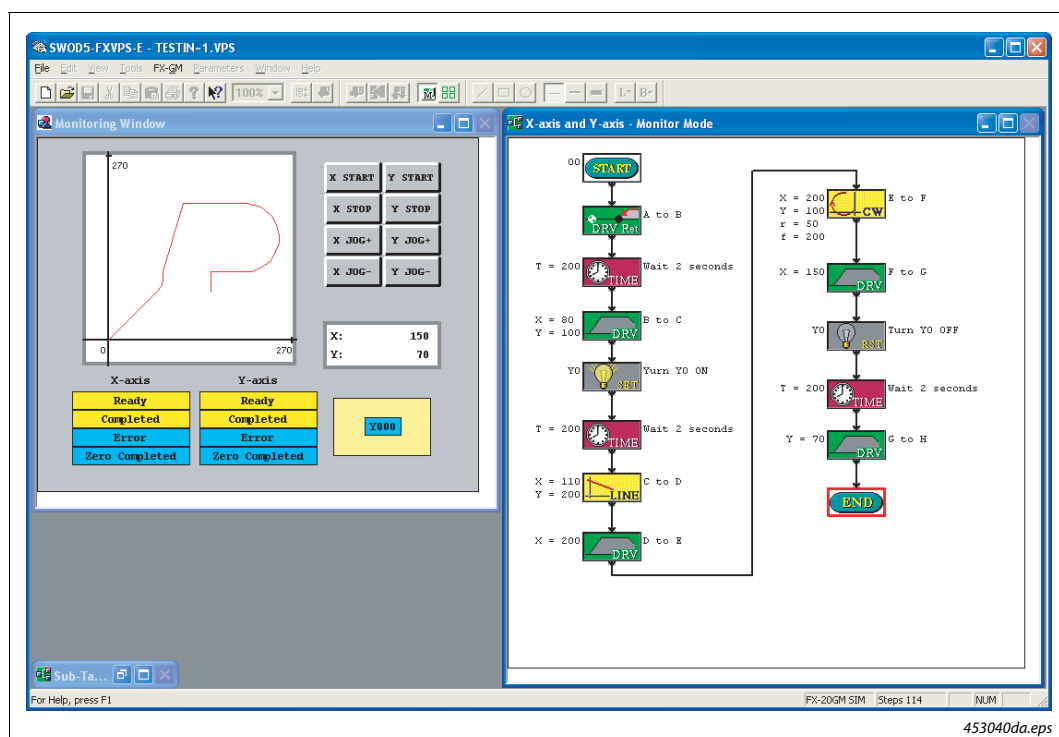 SWOD5-FXVPS-E - TESTIN~1.VPS
File Edit View Tools FX-GM Parameters Window Help
100%
L B
Monitoring Window
270
0
270
X START Y START
X STOP Y STOP
X JOG+ Y JOG+
X JOG- Y JOG-
X: 150
Y: 70
X-axis Y-axis
Ready Ready
Completed Completed
Error Error
Zero Completed Zero Completed
Y000
X-axis and Y-axis - Monitor Mode
00 START
DRV Ret A to B
T = 200 TIME Wait 2 seconds
X = 80
Y = 100 DRV B to C
Y0 SET Yurn Y0 ON
T = 200 TIME Wait 2 seconds
X = 110
Y = 200 LINE C to D
X = 200 DRV D to E
X = 200
Y = 100
r = 50
f = 200
CW E to F
X = 150 DRV F to G
Y0 RST Turn Y0 OFF
T = 200 TIME Wait 2 seconds
Y = 70 DRV G to H
END
Sub-Ta...
For Help, press F1
FX-20GM SIM Steps 114 NUM
453040da.eps